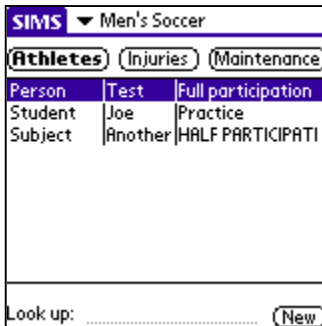 SIMS Men's Soccer
Athletes Injuries Maintenance
Person Test Full participation
Student Joe Practice
Subject Another HALF PARTICIPATI
Look up: New